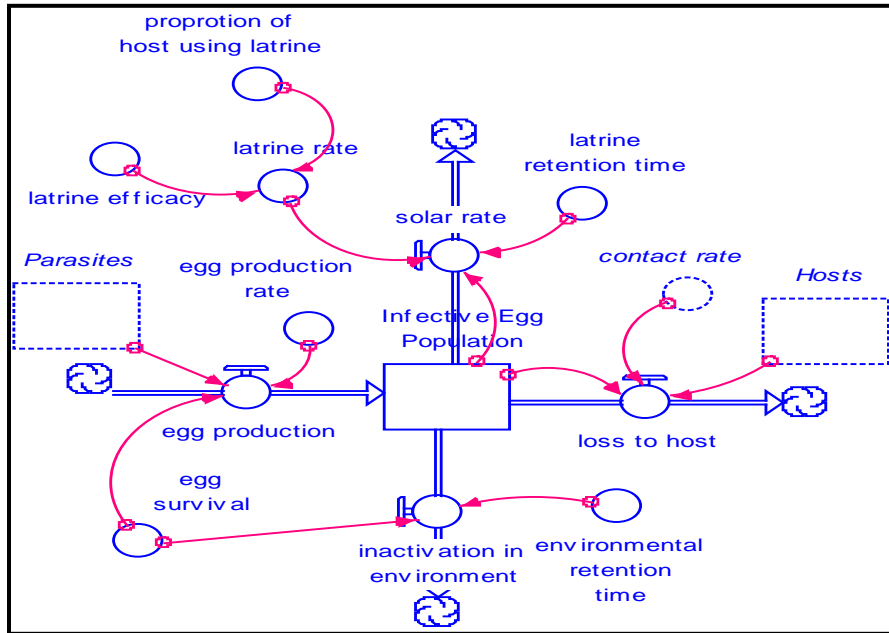 proprotion of
host using latrine
latrine rate
latrine
retention time
latrine efficacy
solar rate
Parasites
egg production
rate
contact rate
Hosts
Infective Egg
Population
egg production
loss to host
egg
survival
inactivation in
environment
environmental
retention
time